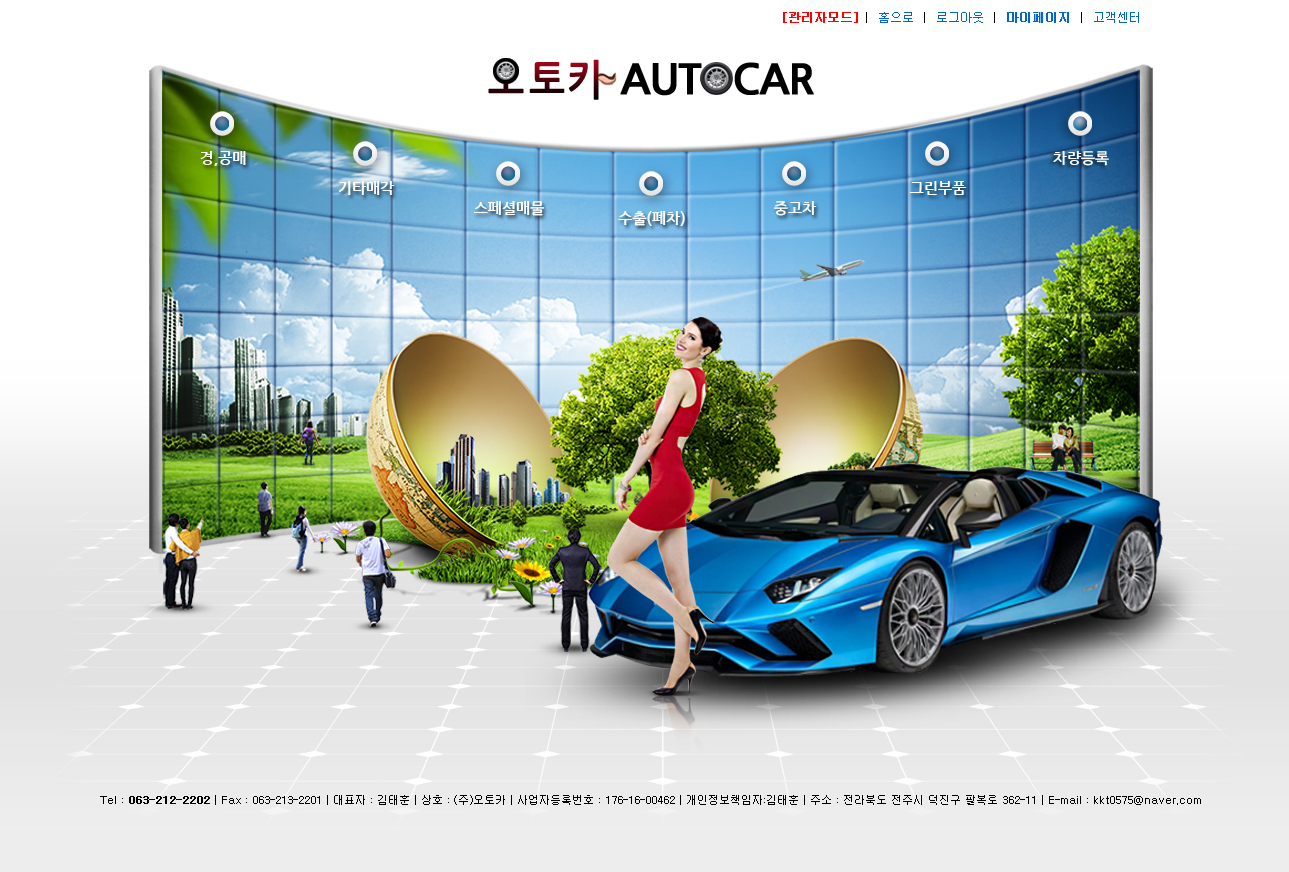 [관리자모드] | 홈으로 | 로그아웃 | 마이페이지 | 고객센터
오토카 AUTOCAR
경,공매
기타매각
스페셜매물
수출(폐차)
중고차
그린부품
차량등록
Tel : 063-212-2202 | Fax : 063-213-2201 | 대표자 : 김태훈 | 상호 : (주)오토카 | 사업자등록번호 : 176-16-00462 | 개인정보책임자:김태훈 | 주소 : 전라북도 전주시 덕진구 팔복로 362-11 | E-mail : kkt0575@naver.com